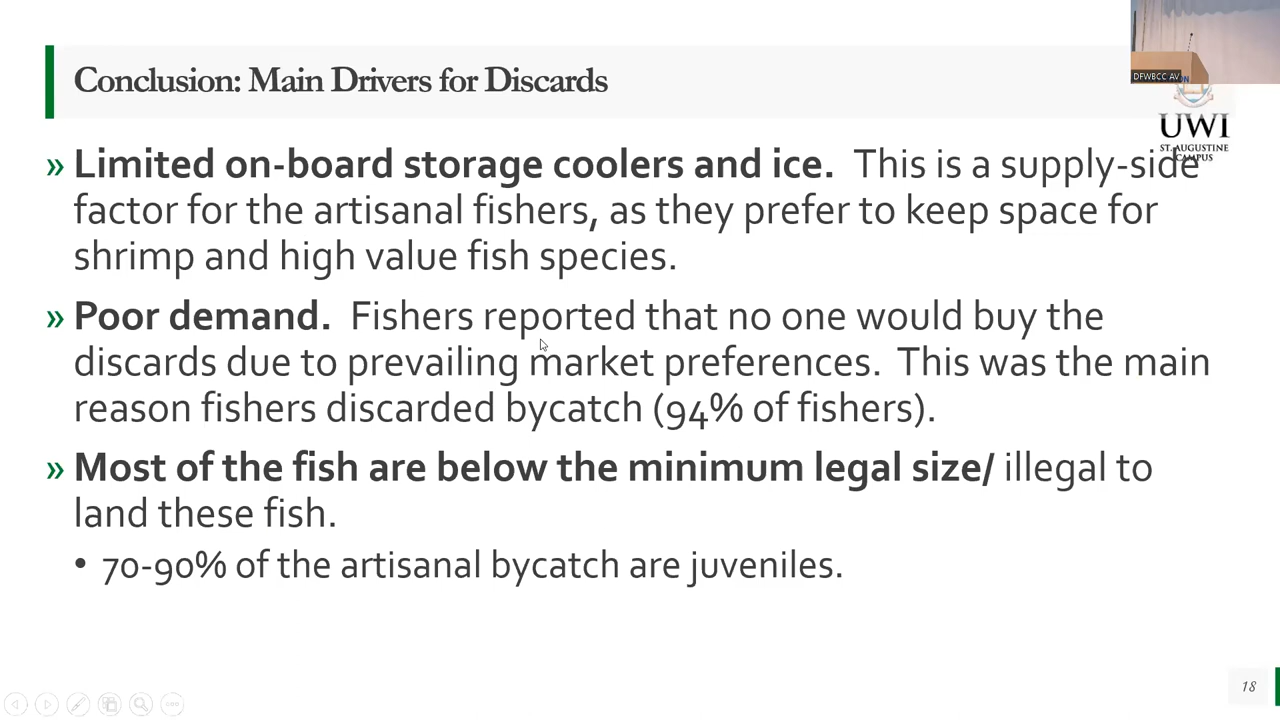 Conclusion: Main Drivers for Discards
DFWBCC AV
UWI
ST. AUGUSTINE
CAMPUS
» Limited on-board storage coolers and ice. This is a supply-side
factor for the artisanal fishers, as they prefer to keep space for
shrimp and high value fish species.
» Poor demand. Fishers reported that no one would buy the
discards due to prevailing market preferences. This was the main
reason fishers discarded bycatch (94% of fishers).
» Most of the fish are below the minimum legal size/ illegal to
land these fish.
• 70-90% of the artisanal bycatch are juveniles.
18